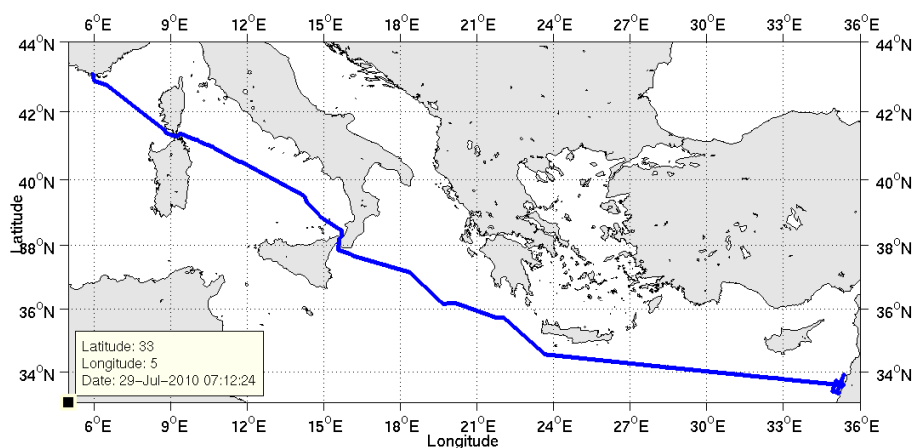 6°E 9°E 12°E 15°E 18°E 21°E 24°E 27°E 30°E 33°E 36°E
44°N 44°N
42°N 42°N
40°N 40°N
Latitude
38°N 38°N
36°N 36°N
Latitude: 33
Longitude: 5
Date: 29-Jul-2010 07:12:24
34°N 34°N
6°E 9°E 12°E 15°E 18°E 21°E 24°E 27°E 30°E 33°E 36°E
Longitude